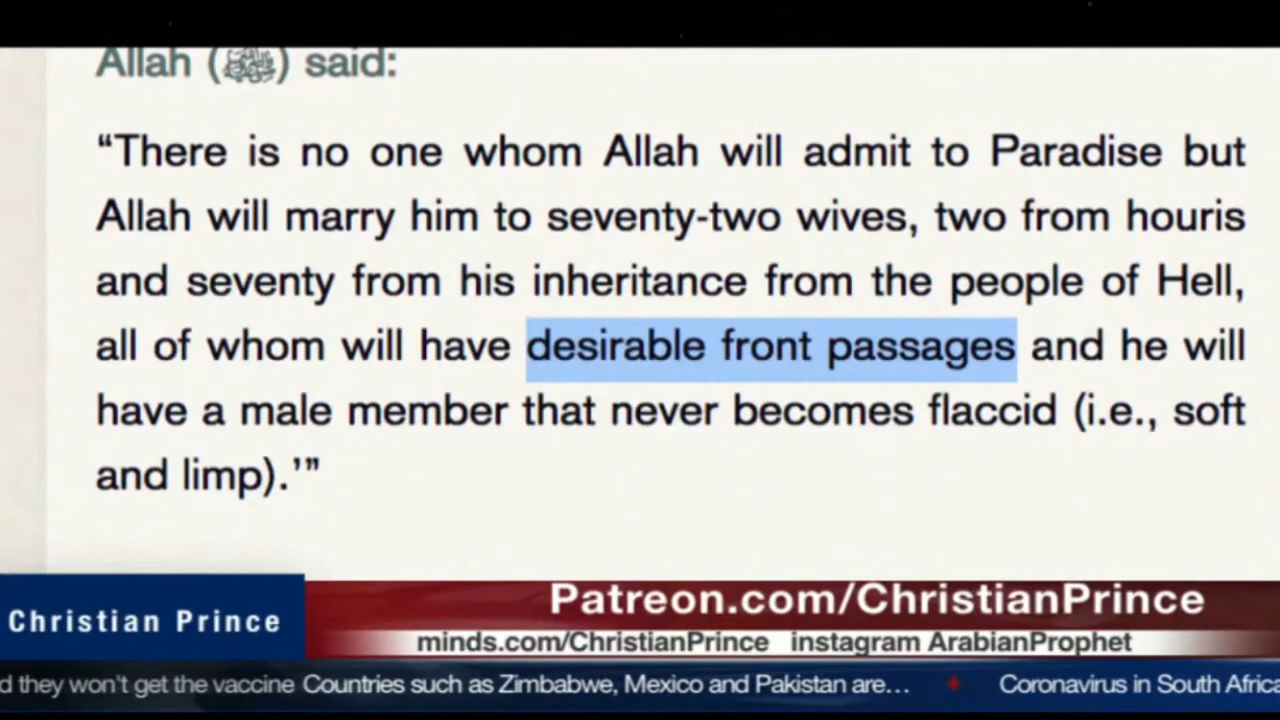 Allah (ﷺ) said:
“There is no one whom Allah will admit to Paradise but
Allah will marry him to seventy-two wives, two from houris
and seventy from his inheritance from the people of Hell,
all of whom will have desirable front passages and he will
have a male member that never becomes flaccid (i.e., soft
and limp).’”
Patreon.com/ChristianPrince
Christian Prince
minds.com/ChristianPrince instagram ArabianProphet
d they won't get the vaccine Countries such as Zimbabwe, Mexico and Pakistan are... ♦ Coronavirus in South Africa